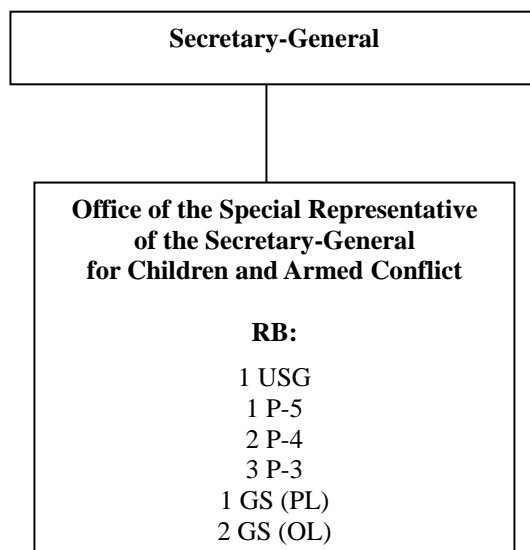 Secretary-General
Office of the Special Representative
of the Secretary-General
for Children and Armed Conflict
RB:
1 USG
1 P-5
2 P-4
3 P-3
1 GS (PL)
2 GS (OL)